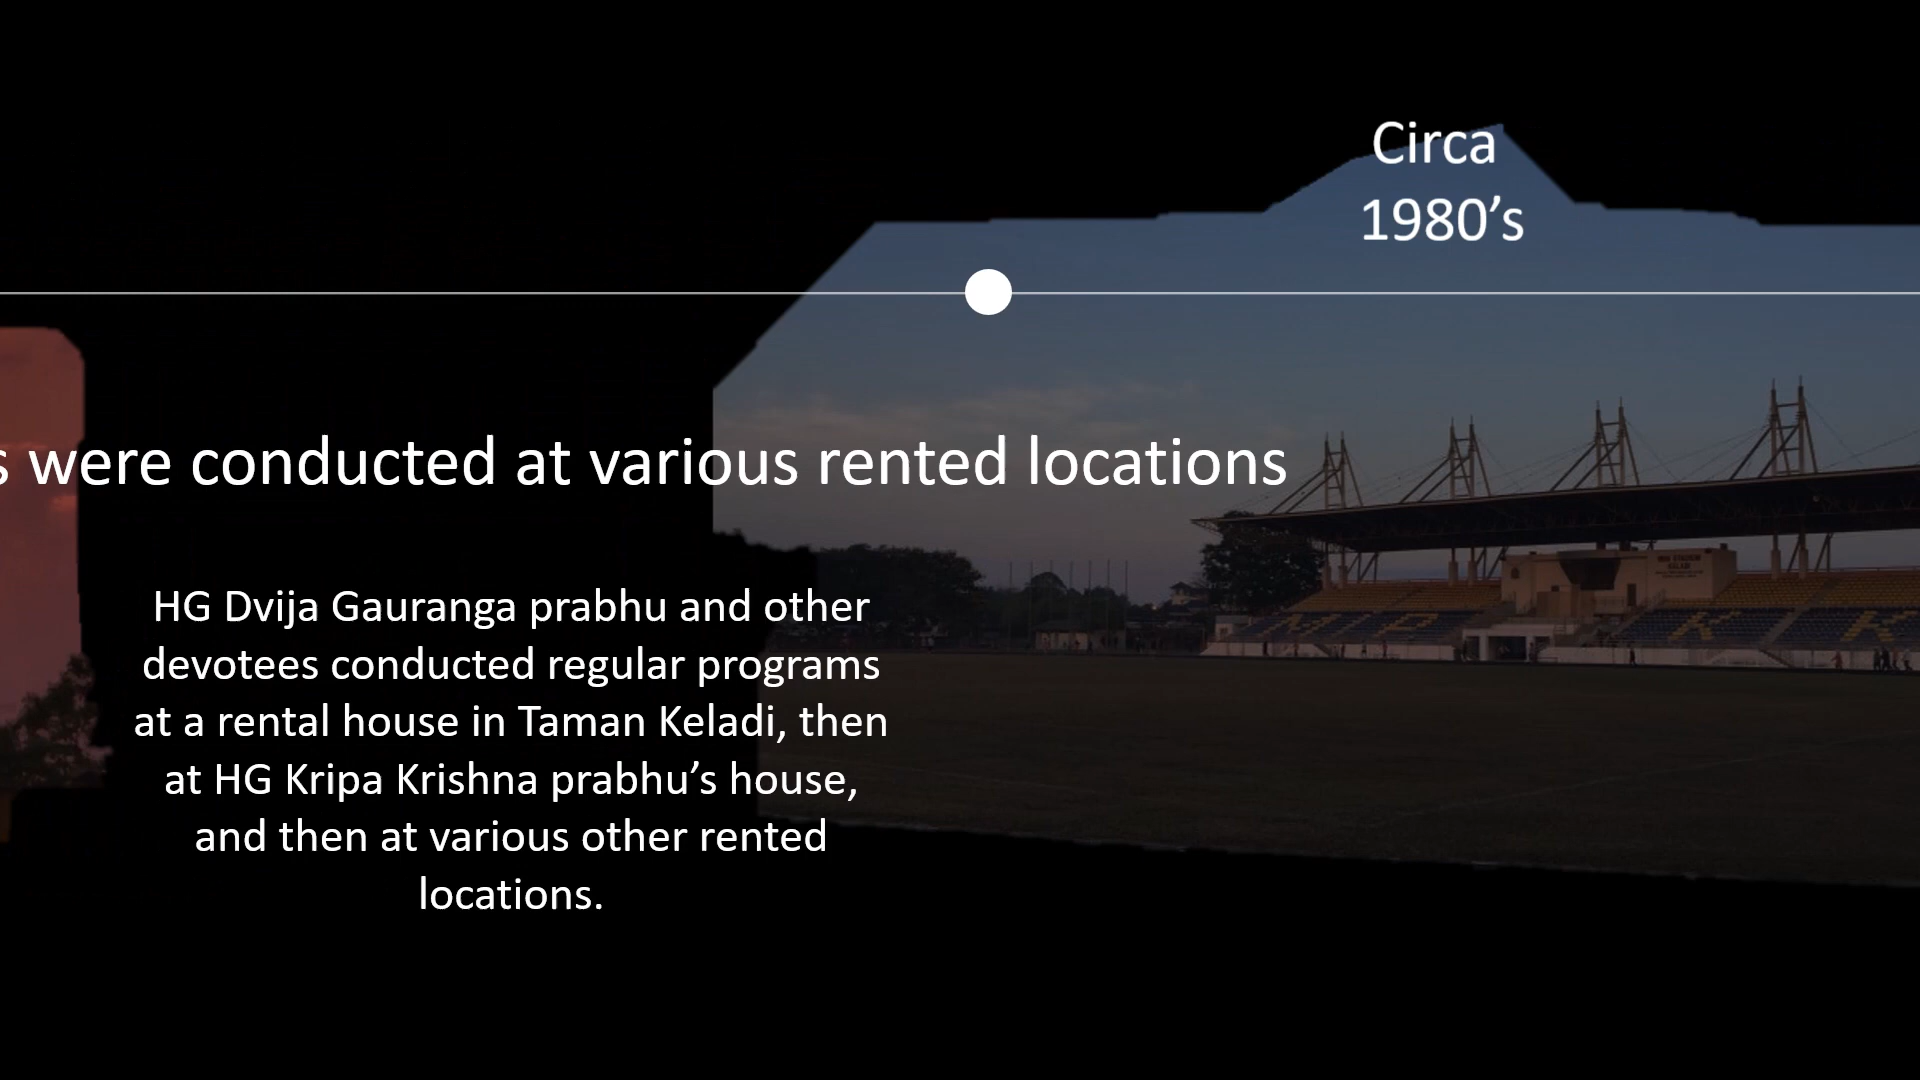 Circa
1980’s
were conducted at various rented locations
HG Dvija Gauranga prabhu and other
devotees conducted regular programs
at a rental house in Taman Keladi, then
at HG Kripa Krishna prabhu’s house,
and then at various other rented
locations.
M P K K